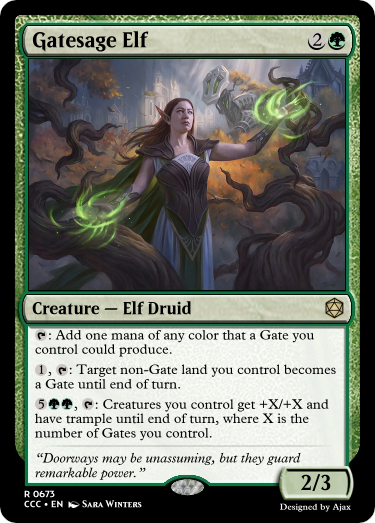 Gatesage Elf 2
Creature — Elf Druid
: Add one mana of any color that a Gate you
control could produce.
1, : Target non-Gate land you control becomes
a Gate until end of turn.
5, : Creatures you control get +X/+X and
have trample until end of turn, where X is the
number of Gates you control.
“Doorways may be unassuming, but they guard
remarkable power.”
2/3
R 0673
CCC • EN Sara Winters
Designed by Ajax